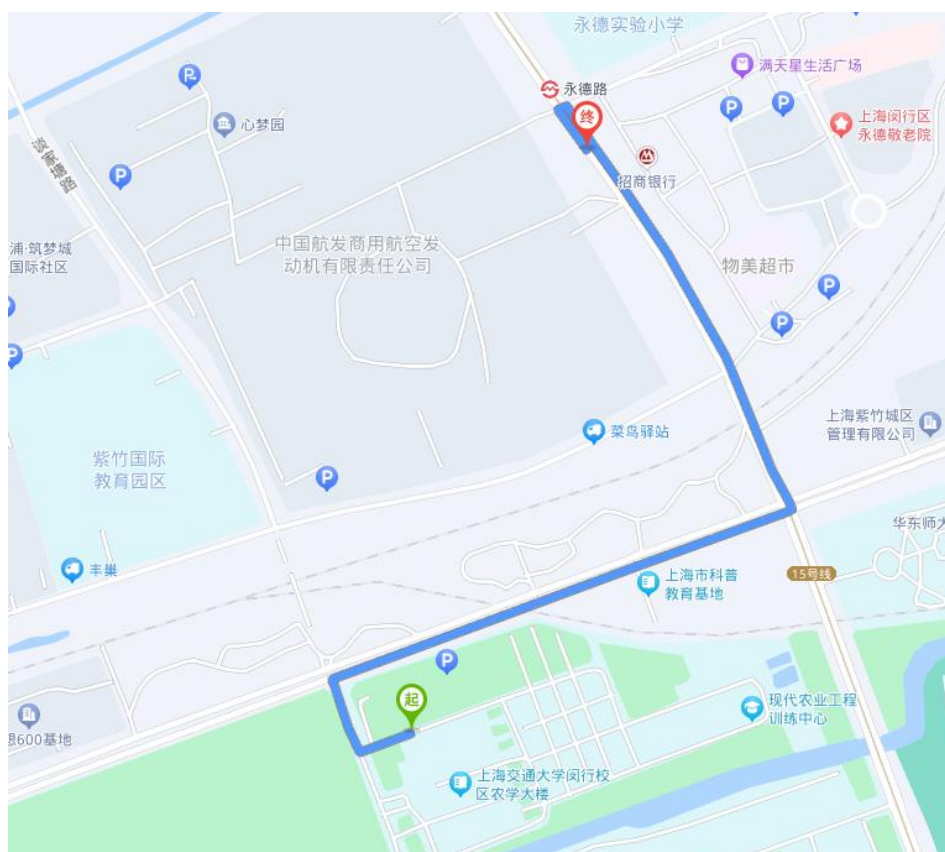 永德实验小学
满天星生活广场
P
永德路
P
P
终
心梦园
上海闵行区
永德敬老院
谈家塘路
招商银行
P
浦·筑梦城
国际社区
中国航发商用航空发
动机有限责任公司
物美超市
P
P
P
上海紫竹城区
管理有限公司
菜鸟驿站
紫竹国际
教育园区
P
华东师大
丰巢
上海市科普
教育基地
15号线
P
起
现代农业工程
训练中心
想600基地
上海交通大学闵行校
区农学大楼